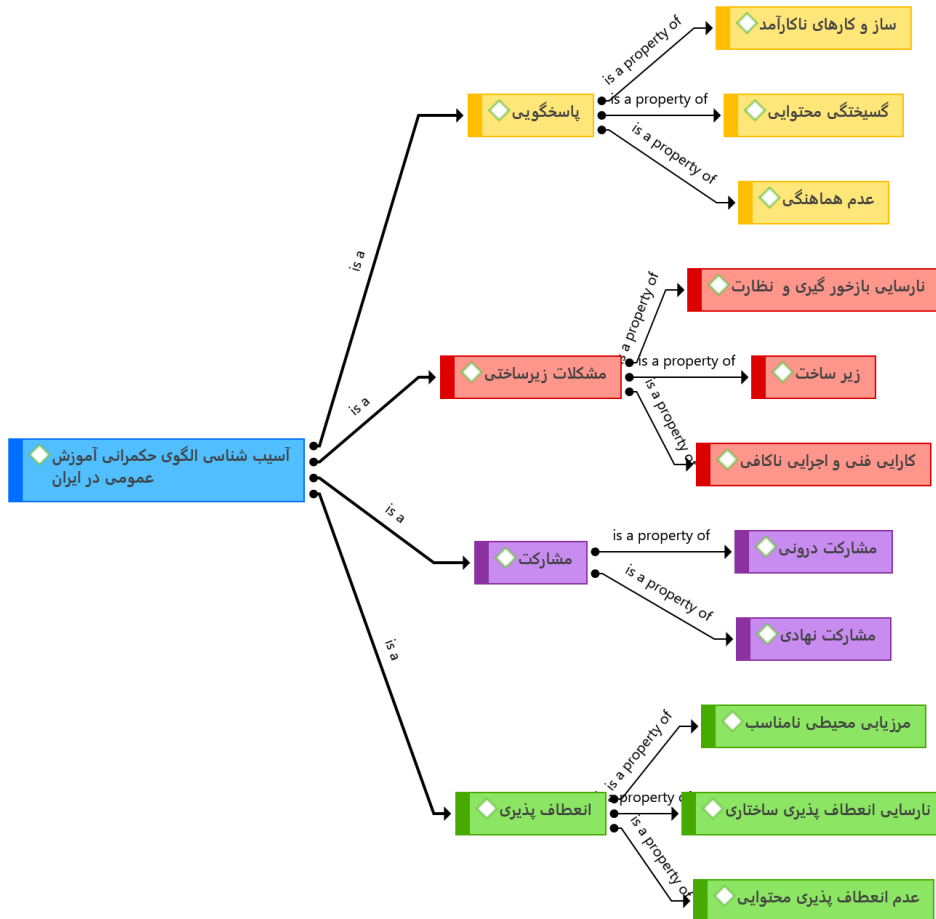 ساز و کارهای ناکارآمد
is a property of
پاسخگویی
is a property of
گسیختگی محتوایی
is a property of
عدم هماهنگی
is a
نارسایی بازخور گیری و نظارت
is a property of
مشکلات زیرساختی
is a property of
زیر ساخت
is a property of
کارایی فنی و اجرایی ناکافی
is a
آسیب شناسی الگوی حکمرانی آموزش
عمومی در ایران
is a
مشارکت
is a property of
مشارکت درونی
is a property of
مشارکت نهادی
is a
مرزیابی محیطی نامناسب
is a property of
انعطاف پذیری
is a property of
نارسایی انعطاف پذیری ساختاری
is a property of
عدم انعطاف پذیری محتوایی